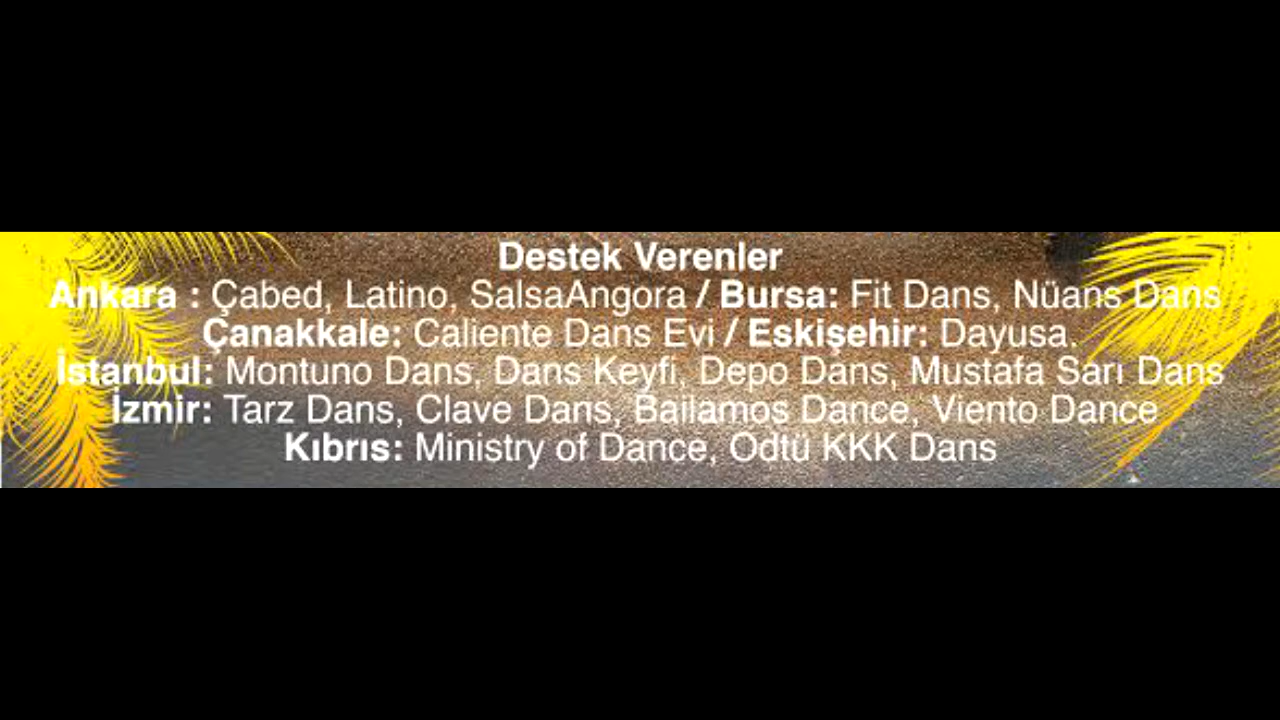 Destek Verenler
Ankara : Çabed, Latino, SalsaAngora / Bursa: Fit Dans, Nüans Dans
Çanakkale: Caliente Dans Evi / Eskişehir: Dayusa.
İstanbul: Montuno Dans, Dans Keyfi, Depo Dans, Mustafa Sarı Dans
İzmir: Tarz Dans, Clave Dans, Bailamos Dance, Viento Dance
Kıbrıs: Ministry of Dance, Odtü KKK Dans